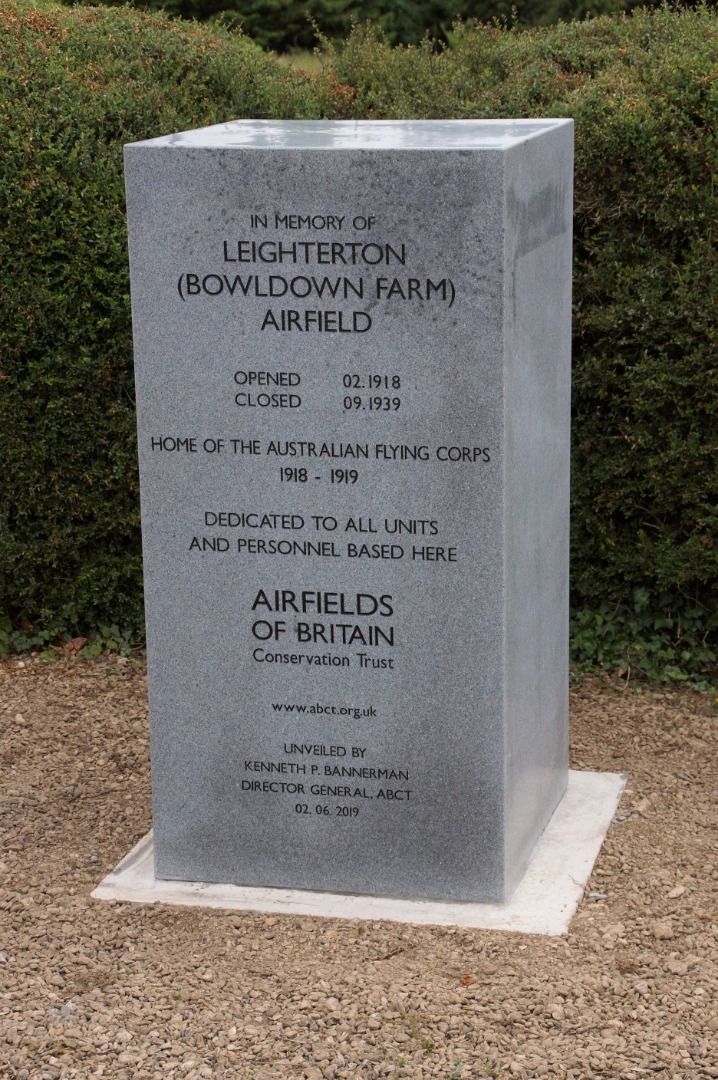 IN MEMORY OF
LEIGHTERTON
(BOWLDOWN FARM)
AIRFIELD
OPENED 02.1918
CLOSED 09.1939
HOME OF THE AUSTRALIAN FLYING CORPS
1918 - 1919
DEDICATED TO ALL UNITS
AND PERSONNEL BASED HERE
AIRFIELDS
OF BRITAIN
Conservation Trust
www.abct.org.uk
UNVEILED BY
KENNETH P. BANNERMAN
DIRECTOR GENERAL, ABCT
02. 06. 2019